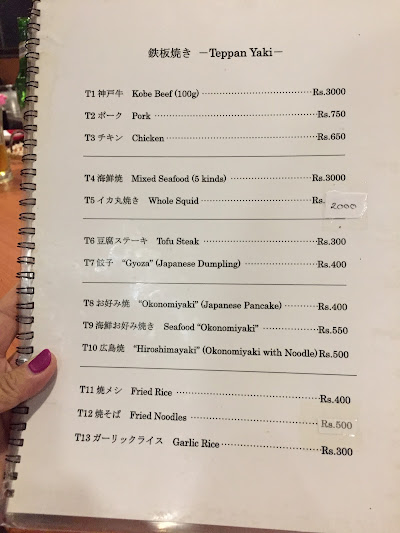 鉄板焼き －Teppan Yaki－
T1 神戸牛 Kobe Beef (100g) ································Rs.3000
T2 ポーク Pork ················································Rs.750
T3 チキン Chicken ············································Rs.650
T4 海鮮焼 Mixed Seafood (5 kinds) ························Rs.3000
T5 イカ丸焼き Whole Squid ································Rs. 2000
T6 豆腐ステーキ Tofu Steak ································Rs.300
T7 餃子 “Gyoza” (Japanese Dumpling) ····················Rs.400
T8 お好み焼 “Okonomiyaki” (Japanese Pancake) ··········Rs.400
T9 海鮮お好み焼き Seafood “Okonomiyaki” ················Rs.550
T10 広島焼 “Hiroshimayaki” (Okonomiyaki with Noodle) Rs.500
T11 焼メシ Fried Rice ········································Rs.400
T12 焼そば Fried Noodles ····································Rs.500
T13 ガーリックライス Garlic Rice ··························Rs.300